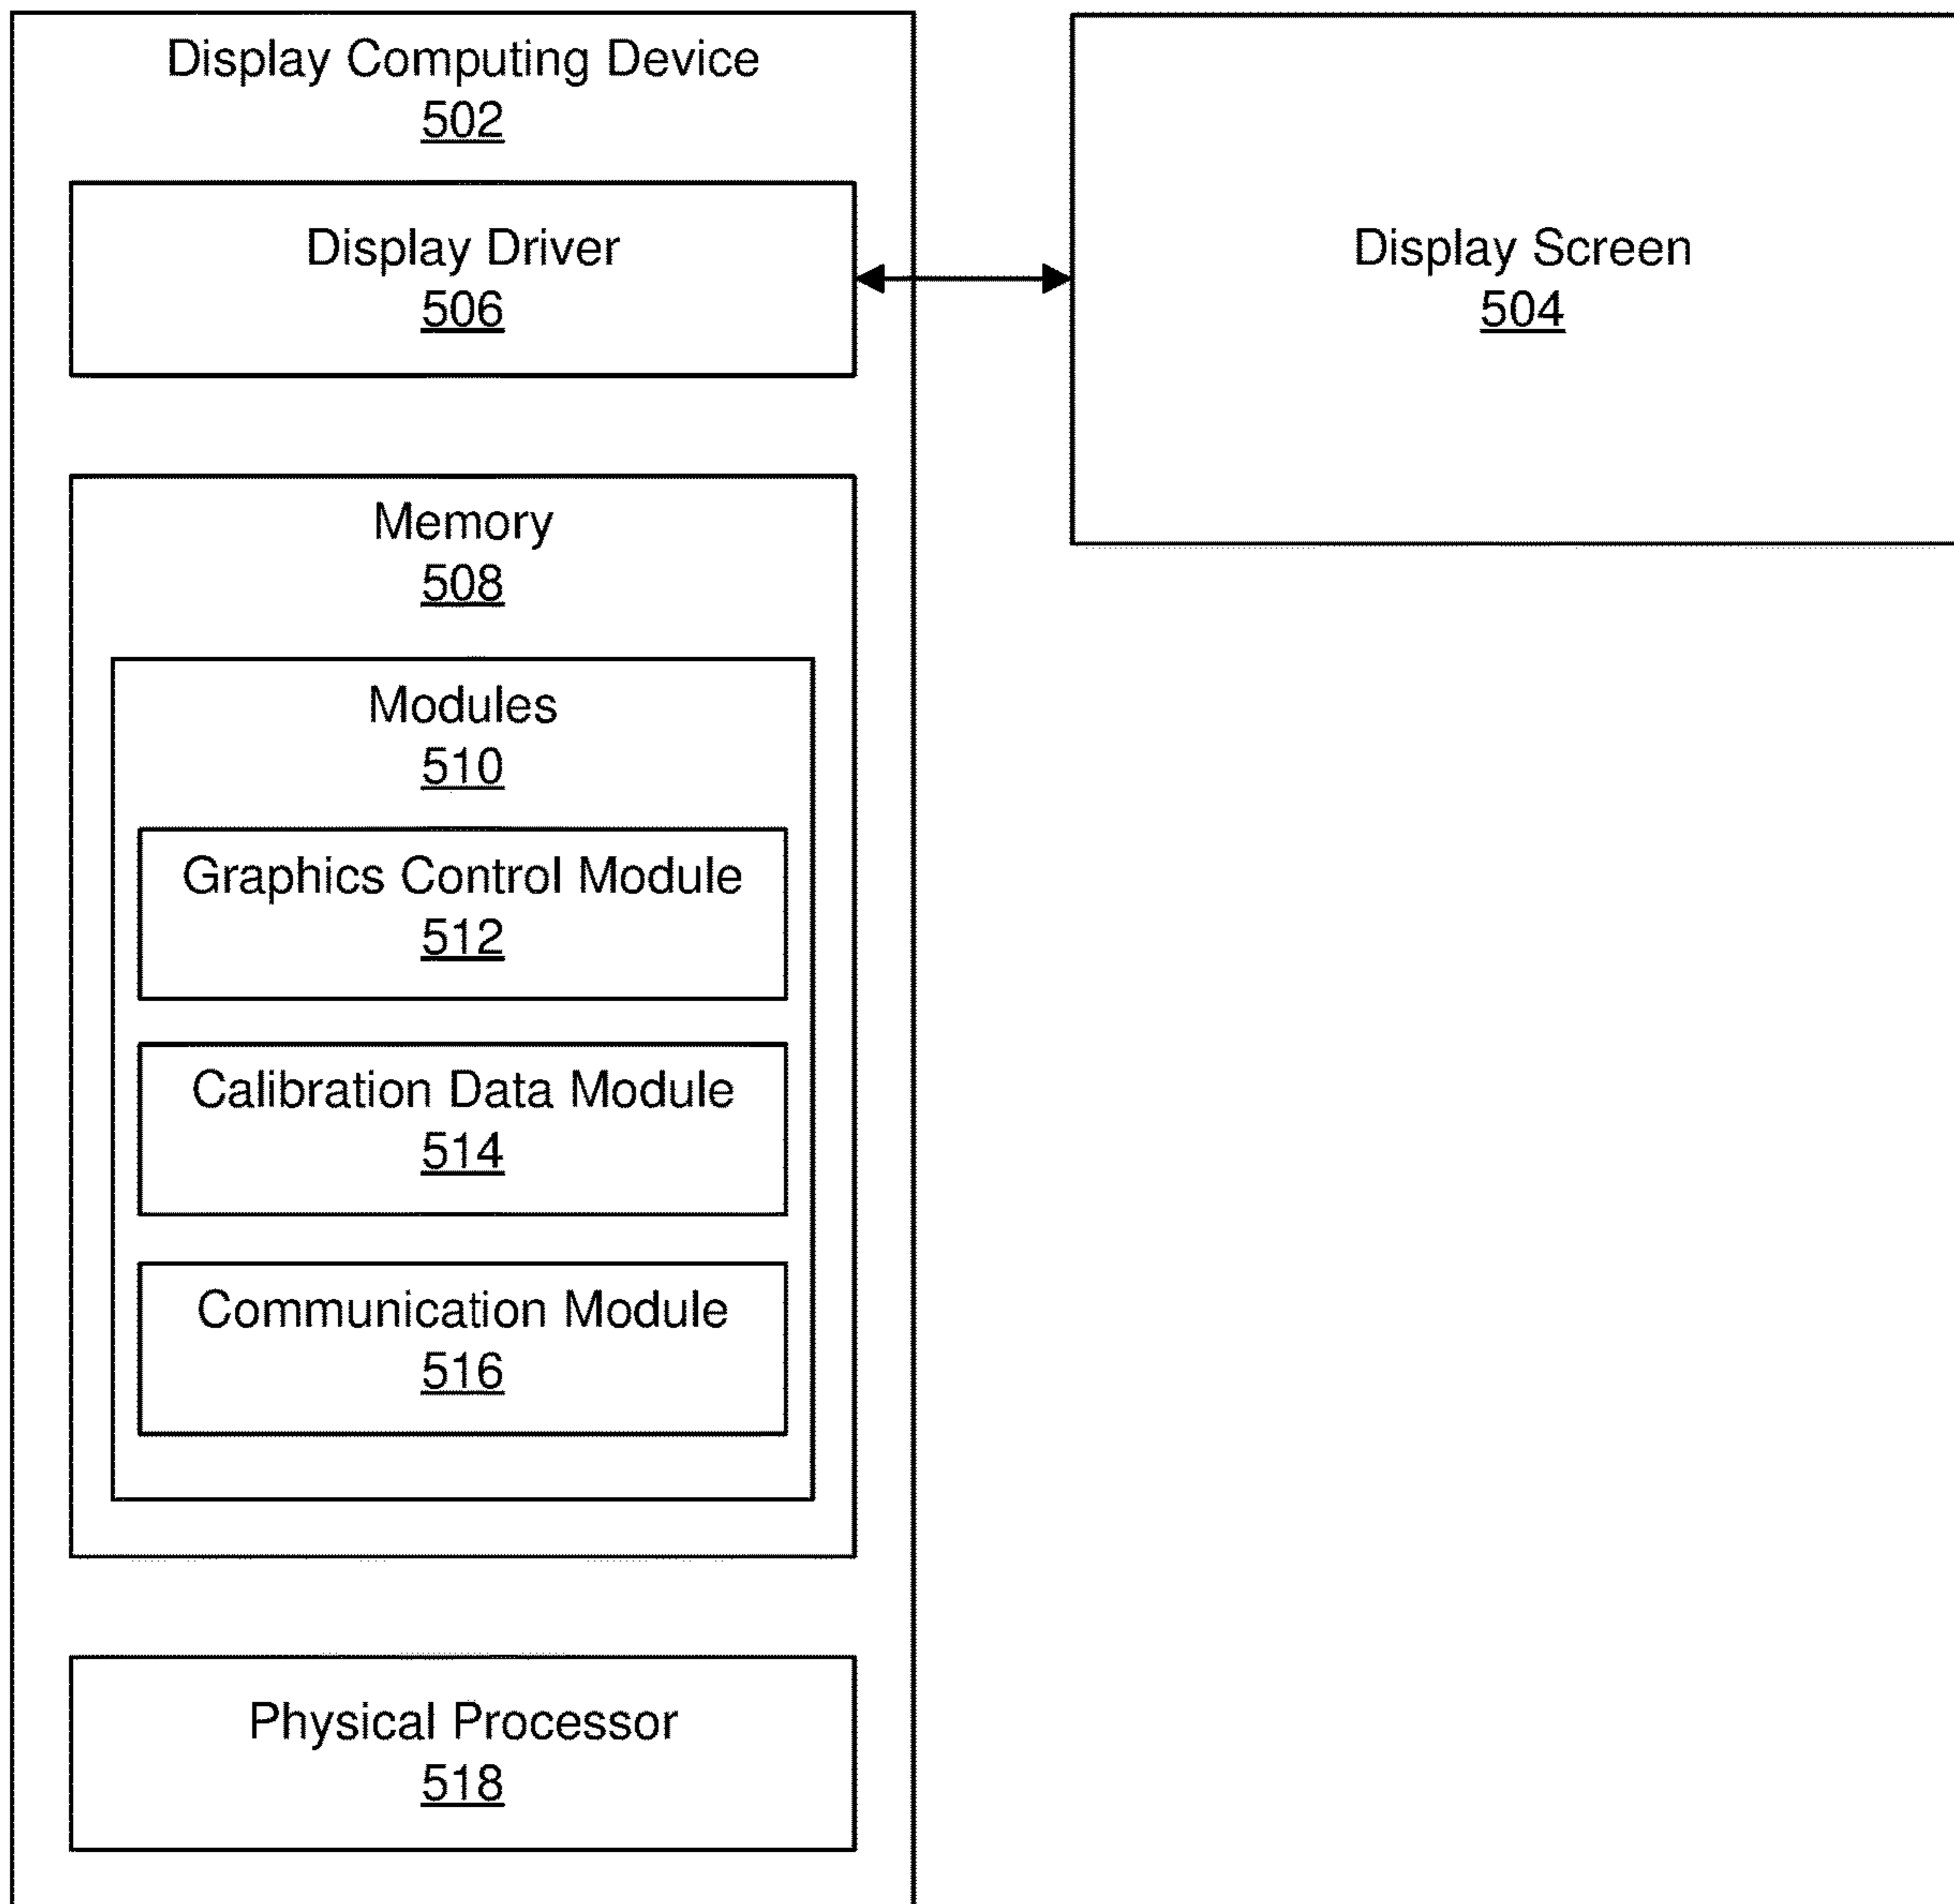 Display Computing Device
502
Display Driver
506
Display Screen
504
Memory
508
Modules
510
Graphics Control Module
512
Calibration Data Module
514
Communication Module
516
Physical Processor
518